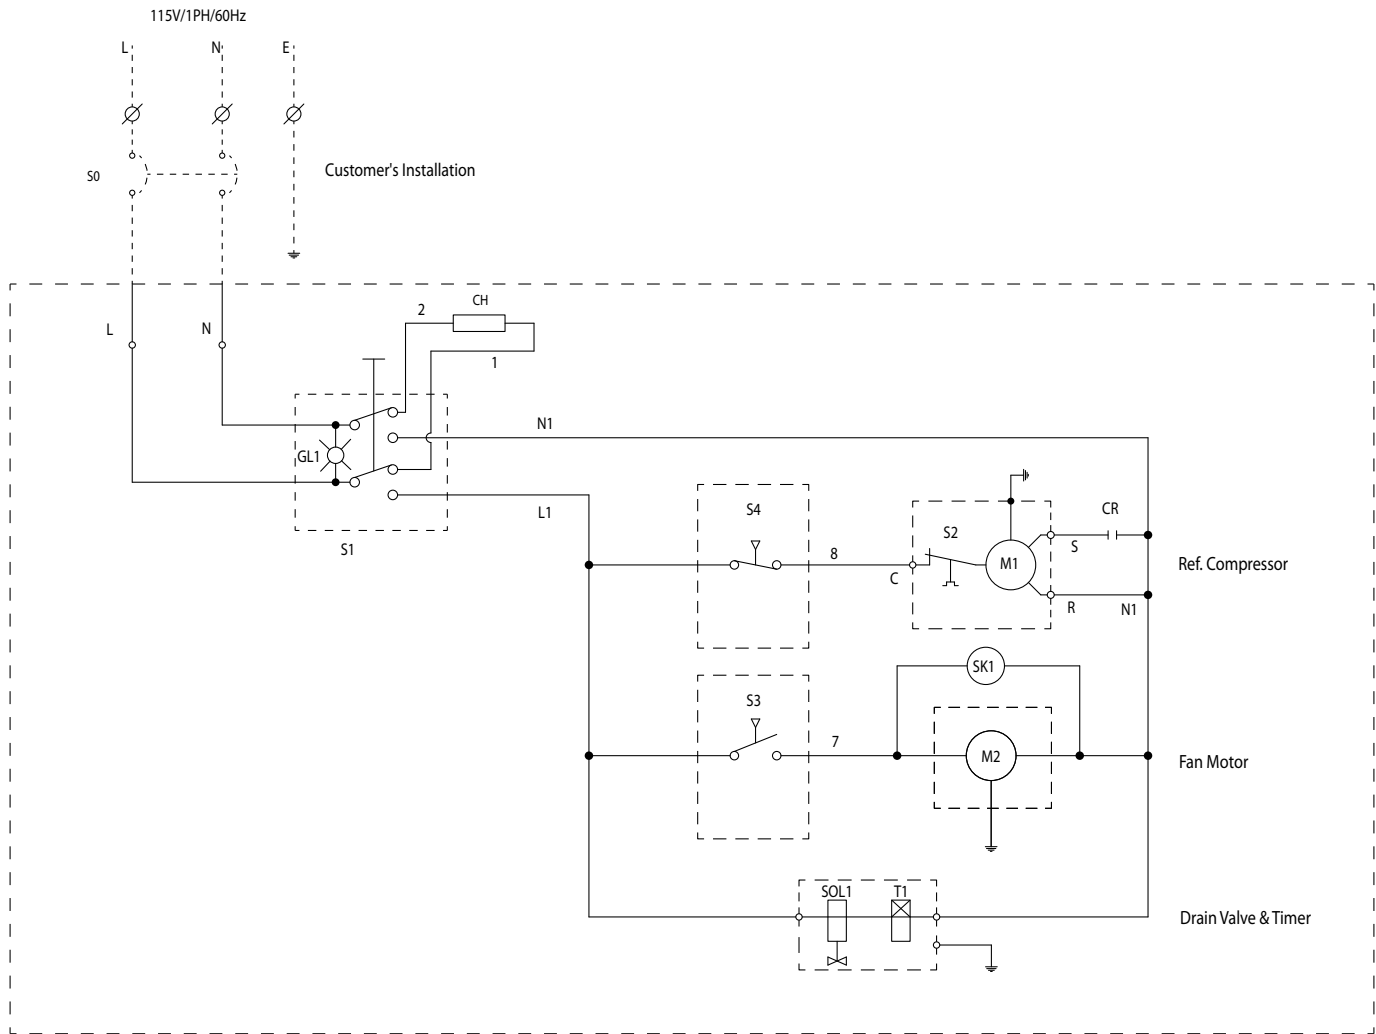 115V/1PH/60Hz
L N E
S0
Customer's Installation
CH
2
L N
1
N1
GL1
S4
L1
S1
S2
CR
8
M1
S
C
Ref. Compressor
R N1
SK1
S3
7
M2
Fan Motor
SOL1 T1
Drain Valve & Timer